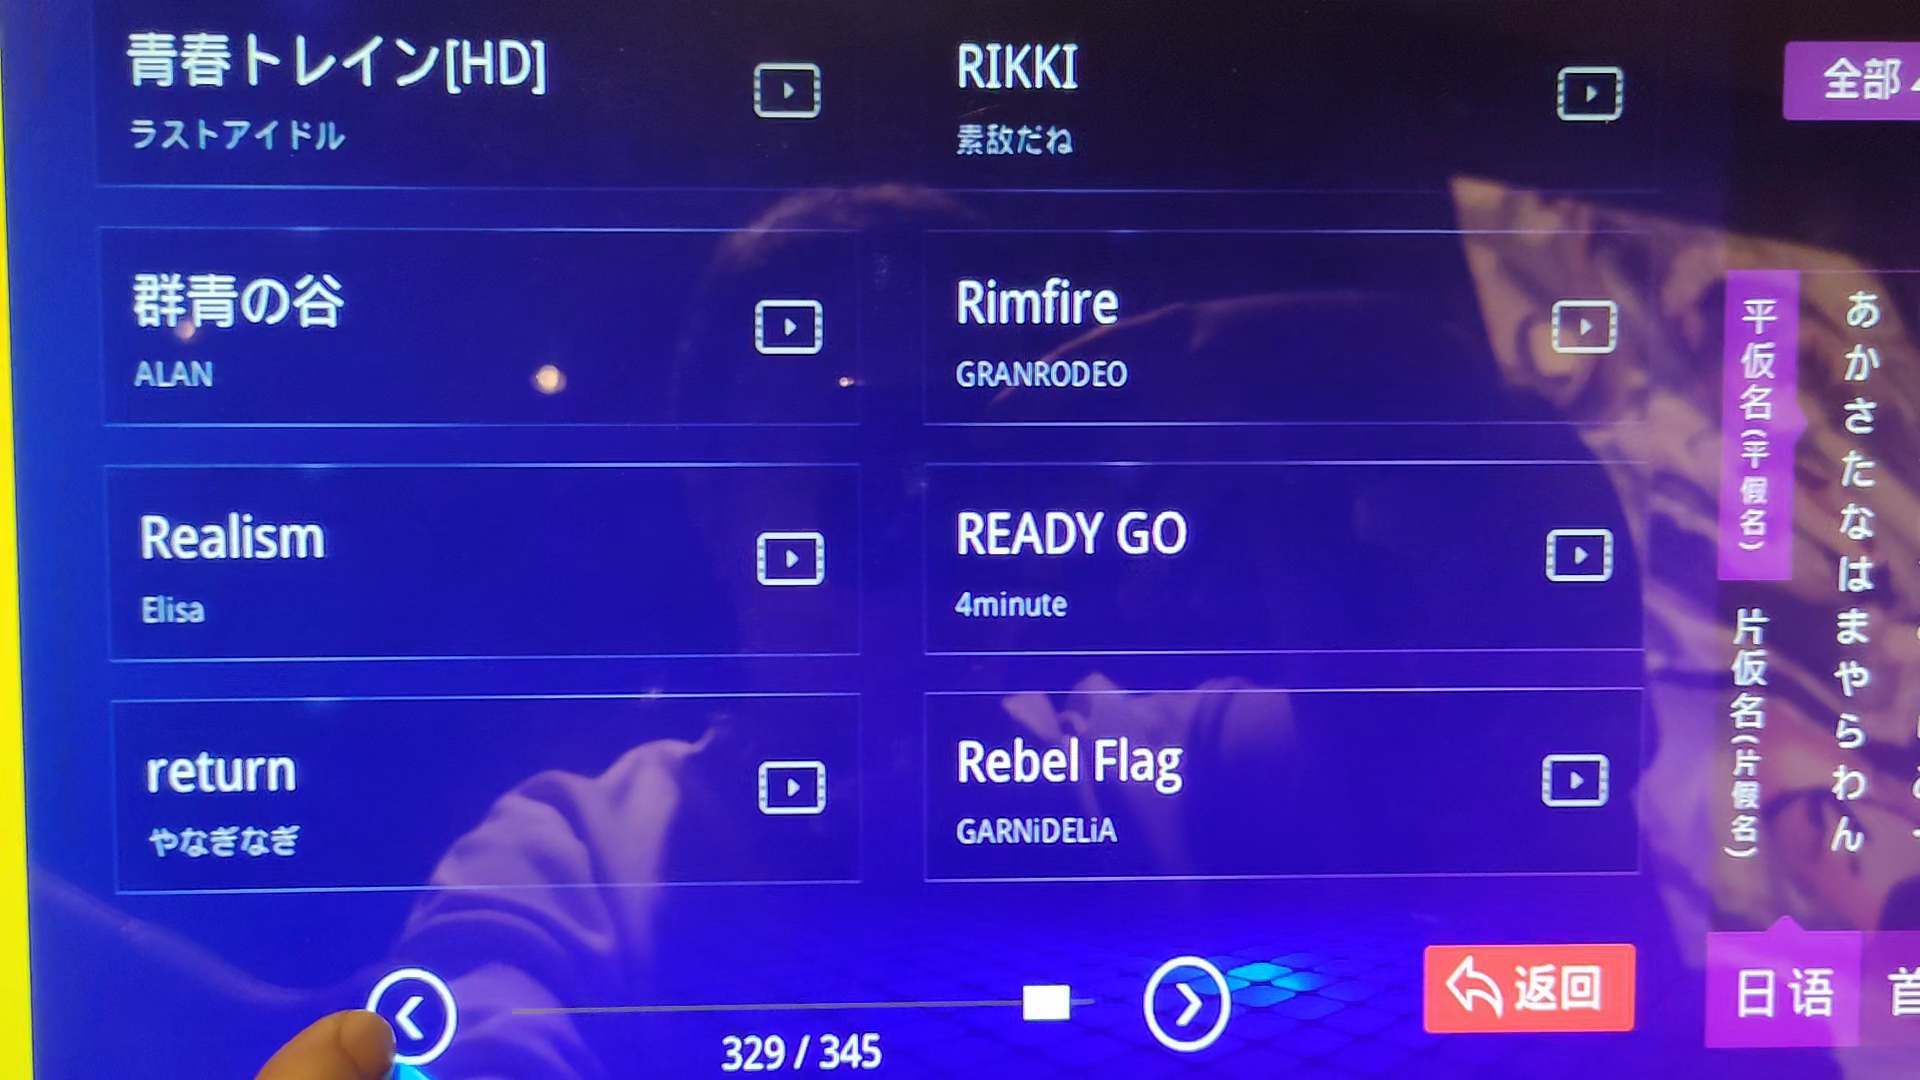 青春トレイン[HD]
ラストアイドル
RIKKI
素敌だね
群青の谷
ALAN
Rimfire
GRANRODEO
Realism
Elisa
READY GO
4minute
return
やなぎなぎ
Rebel Flag
GARNiDELiA
329 / 345
返回
全部
平仮名(平假名)
片仮名(片假名)
あかさたなはまやらわん
日语